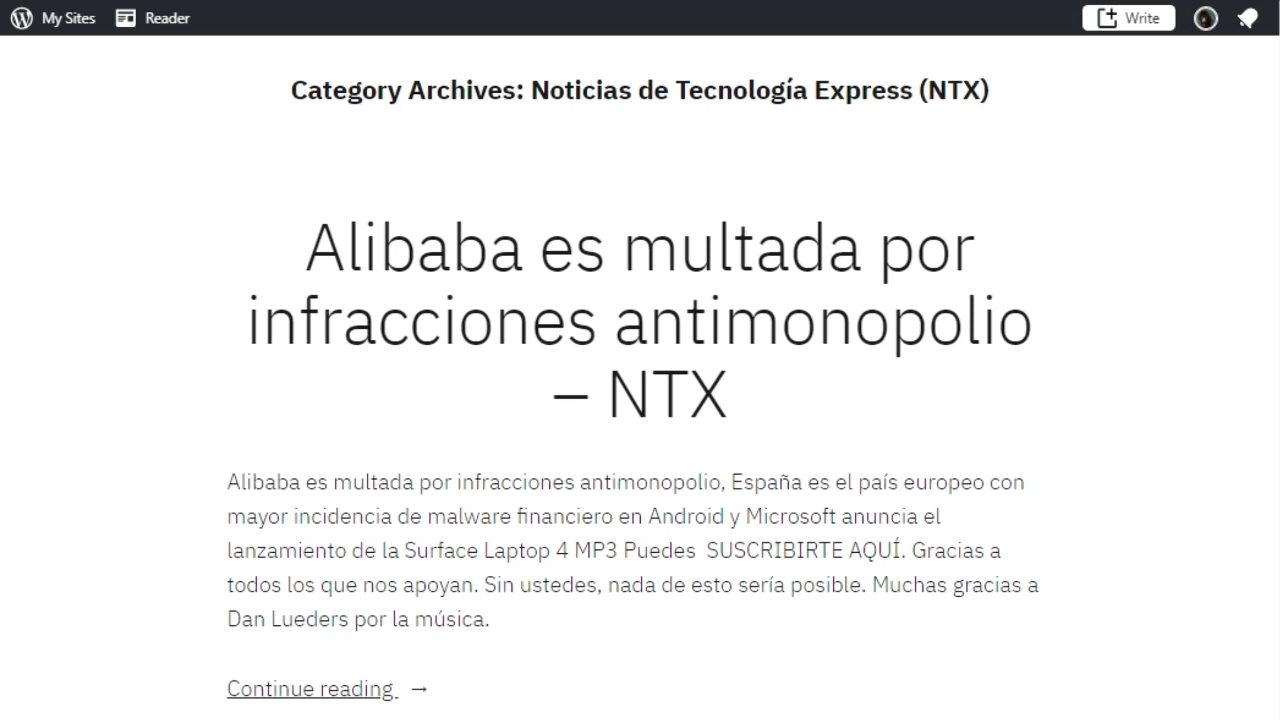 My Sites Reader Write
Category Archives: Noticias de Tecnología Express (NTX)
Alibaba es multada por
infracciones antimonopolio
– NTX
Alibaba es multada por infracciones antimonopolio, España es el país europeo con
mayor incidencia de malware financiero en Android y Microsoft anuncia el
lanzamiento de la Surface Laptop 4 MP3 Puedes SUSCRIBIRTE AQUÍ. Gracias a
todos los que nos apoyan. Sin ustedes, nada de esto sería posible. Muchas gracias a
Dan Lueders por la música.
Continue reading →